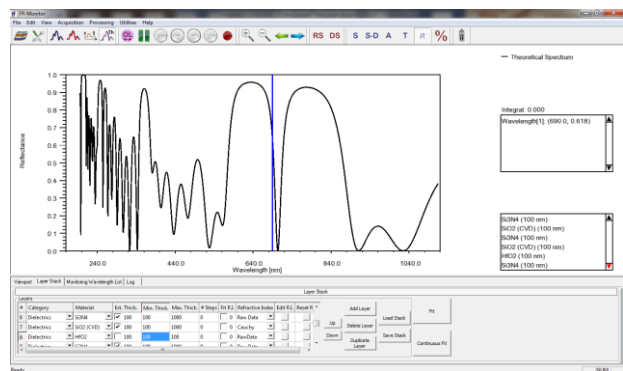 FR-Monitor
File Edit View Acquisition Processing Utilities Help
RS DS S S-D A T R %
Theoretical Spectrum
Integral: 0.000
Wavelength[1]: (690.0, 0.618)
1.0
0.9
0.8
0.7
0.6
0.5
0.4
0.3
0.2
0.1
0.0
Reflectance
240.0 440.0 640.0 840.0 1040.0
Wavelength [nm]
Si3N4 (100 nm)
SiO2 (CVD) (100 nm)
Si3N4 (100 nm)
SiO2 (CVD) (100 nm)
HfO2 (100 nm)
Si3N4 (100 nm)
Viewport Layer Stack Monitoring Wavelength List Log
Layer Stack
Layers
# Category Material Est. Thick. Min. Thick. Max. Thick. # Steps Fit R.I. Refractive Index Edit R.I. Reset R.
6 Dielectrics Si3N4 100 100 1000 0 0 Raw Data
7 Dielectrics SiO2 (CVD) 100 100 1000 0 0 Cauchy
8 Dielectrics HfO2 100 100 1000 0 0 RawData
Up
Down
Add Layer
Delete Layer
Duplicate Layer
Load Stack
Save Stack
Fit
Continuous Fit
Ready
NUM